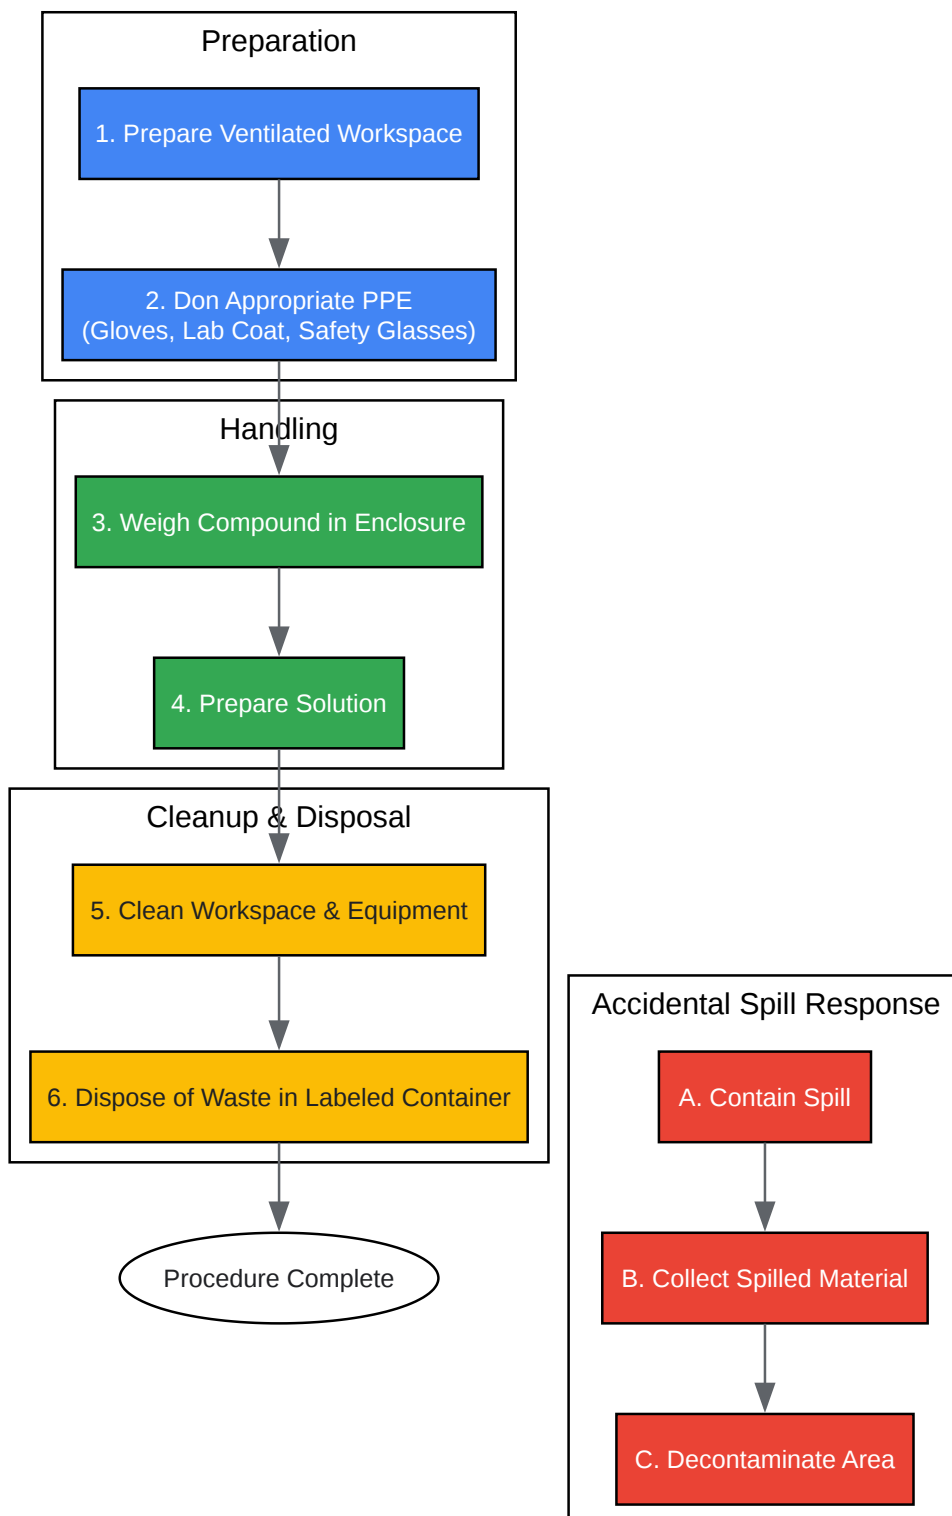 Preparation
1. Prepare Ventilated Workspace
2. Don Appropriate PPE
(Gloves, Lab Coat, Safety Glasses)
Handling
3. Weigh Compound in Enclosure
4. Prepare Solution
Cleanup & Disposal
5. Clean Workspace & Equipment
6. Dispose of Waste in Labeled Container
Procedure Complete
Accidental Spill Response
A. Contain Spill
B. Collect Spilled Material
C. Decontaminate Area